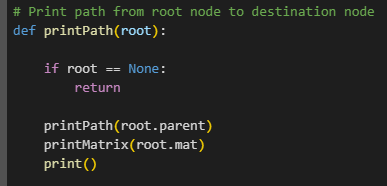 # Print path from root node to destination node
def printPath(root):
    if root == None:
        return
    printPath(root.parent)
    printMatrix(root.mat)
    print()